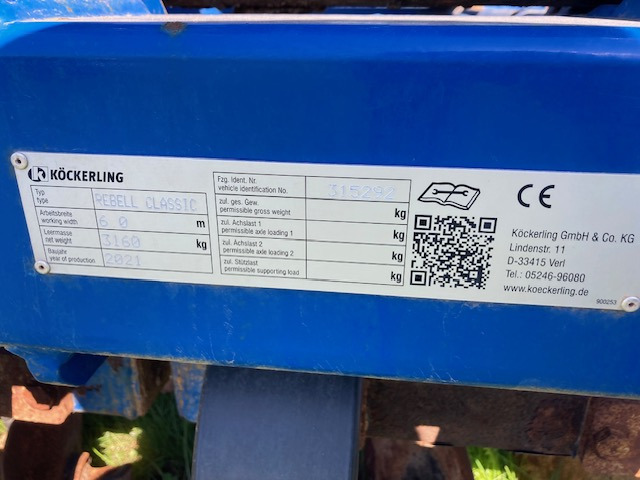 KÖCKERLING
Typ
type
REBELL CLASSIC
Arbeitsbreite
working width
6 0
m
Leermasse
net weight
3160
kg
Baujahr
year of production
2021
Fzg. Ident. Nr.
vehicle identification No.
315292
zul. ges. Gew.
permissible gross weight
kg
zul. Achslast 1
permissible axle loading 1
kg
zul. Achslast 2
permissible axle loading 2
kg
zul. Stützlast
permissible supporting load
kg
CE
Köckerling GmbH & Co. KG
Lindenstr. 11
D-33415 Verl
Tel.: 05246-96080
www.koeckerling.de
900253